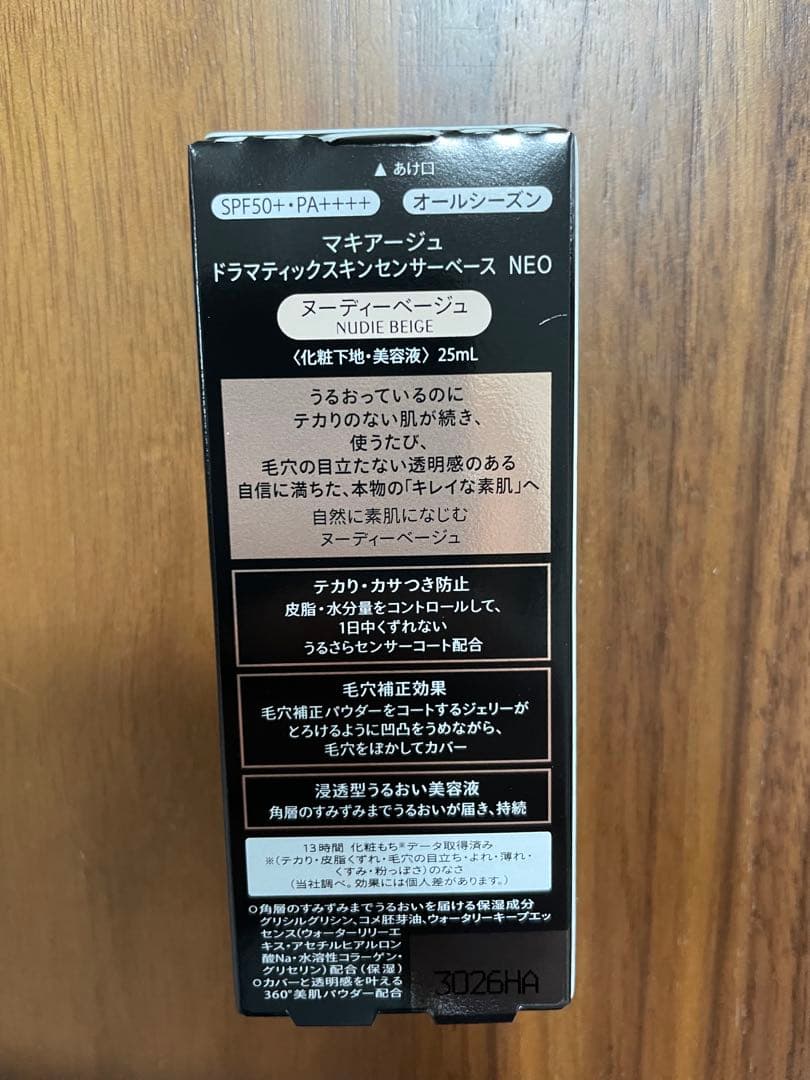 ▲ あけ口
SPF50+・PA++++ オールシーズン
マキアージュ
ドラマティックスキンセンサーベース NEO
ヌーディーベージュ
NUDIE BEIGE
〈化粧下地・美容液〉 25mL
うるおっているのに
テカりのない肌が続き、
使うたび、
毛穴の目立たない透明感のある
自信に満ちた、本物の「キレイな素肌」へ
自然に素肌になじむ
ヌーディーベージュ
テカり・カサつき防止
皮脂・水分量をコントロールして、
1日中くずれない
うるさらセンサーコート配合
毛穴補正効果
毛穴補正パウダーをコートするジェリーが
とろけるように凹凸をうめながら、
毛穴をぼかしてカバー
浸透型うるおい美容液
角層のすみずみまでうるおいが届き、持続
13時間 化粧もち※データ取得済み
※(テカり・皮脂くずれ・毛穴の目立ち・よれ・薄れ・
くすみ・粉っぽさ)のなさ
(当社調べ。効果には個人差があります。)
○角層のすみずみまでうるおいを届ける保湿成分
グリシルグリシン、コメ胚芽油、ウォータリーキープエッ
センス(ウォーターリリーエ
キス・アセチルヒアルロン
酸Na・水溶性コラーゲン・
グリセリン)配合(保湿)
○カバーと透明感を叶える
360°美肌パウダー配合
3026HA